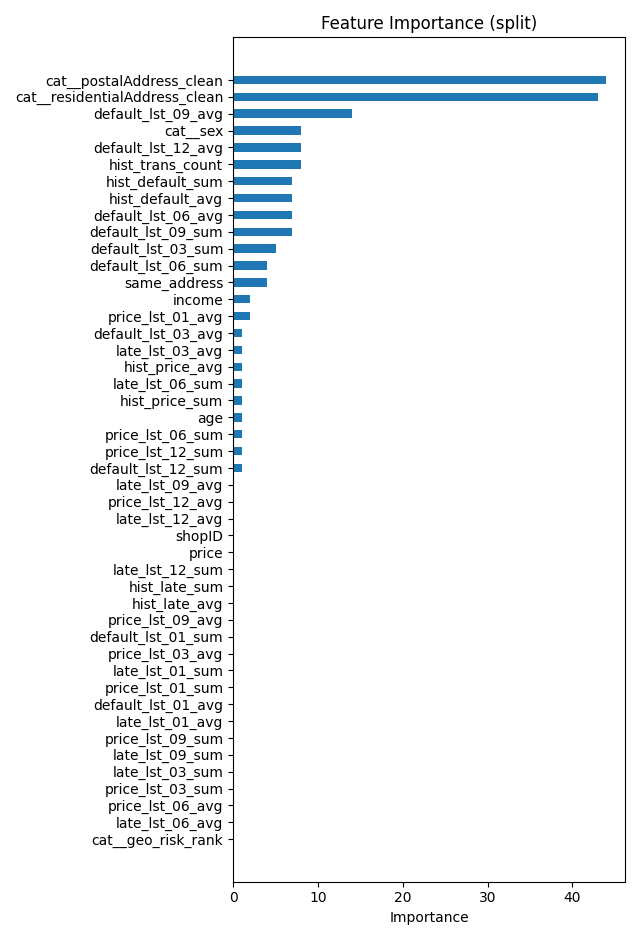 Feature Importance (split)
cat__postalAddress_clean
cat__residentialAddress_clean
default_lst_09_avg
cat__sex
default_lst_12_avg
hist_trans_count
hist_default_sum
hist_default_avg
default_lst_06_avg
default_lst_09_sum
default_lst_03_sum
default_lst_06_sum
same_address
income
price_lst_01_avg
default_lst_03_avg
late_lst_03_avg
hist_price_avg
late_lst_06_sum
hist_price_sum
age
price_lst_06_sum
price_lst_12_sum
default_lst_12_sum
late_lst_09_avg
price_lst_12_avg
late_lst_12_avg
shopID
price
late_lst_12_sum
hist_late_sum
hist_late_avg
price_lst_09_avg
default_lst_01_sum
price_lst_03_avg
late_lst_01_sum
price_lst_01_sum
default_lst_01_avg
late_lst_01_avg
price_lst_09_sum
late_lst_09_sum
late_lst_03_sum
price_lst_03_sum
price_lst_06_avg
late_lst_06_avg
cat__geo_risk_rank
0 10 20 30 40
Importance